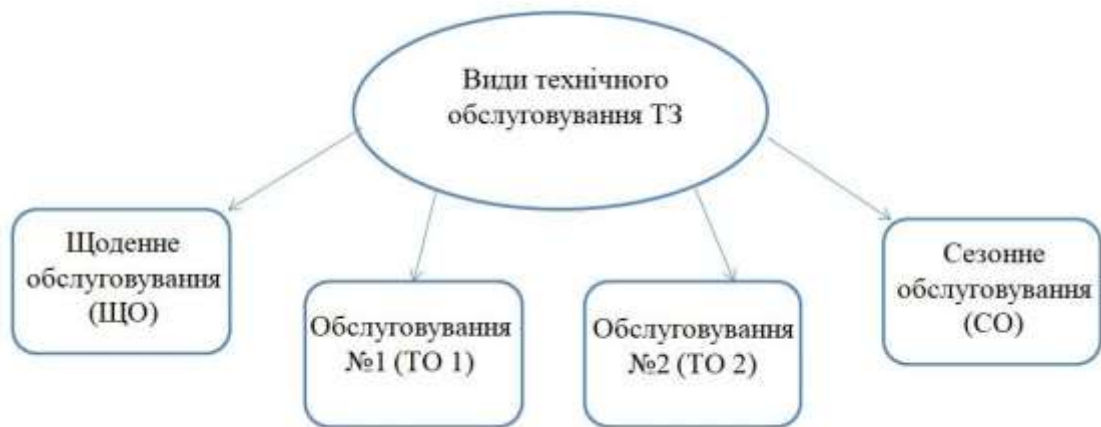 Види технічного
обслуговування ТЗ
Щоденне
обслуговування
(ЩО)
Обслуговування
№1 (ТО 1)
Обслуговування
№2 (ТО 2)
Сезонне
обслуговування
(СО)